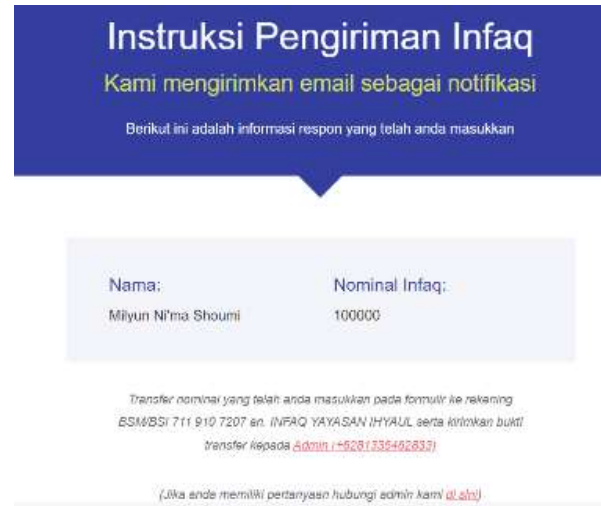 Instruksi Pengiriman Infaq
Kami mengirimkan email sebagai notifikasi
Berikut ini adalah informasi respon yang telah anda masukkan
Nama:
Nominal Infaq:
Milyun Ni'ma Shoumi
100000
Transfer nominal yang telah anda masukkan pada formulir ke rekening
BSM/BSI 711 910 7207 an. INFAQ YAYASAN IHYAUL serta kirimkan bukti
transfer kepada Admin (+6281335462833)
(Jika anda memiliki pertanyaan hubungi admin kami di sini)